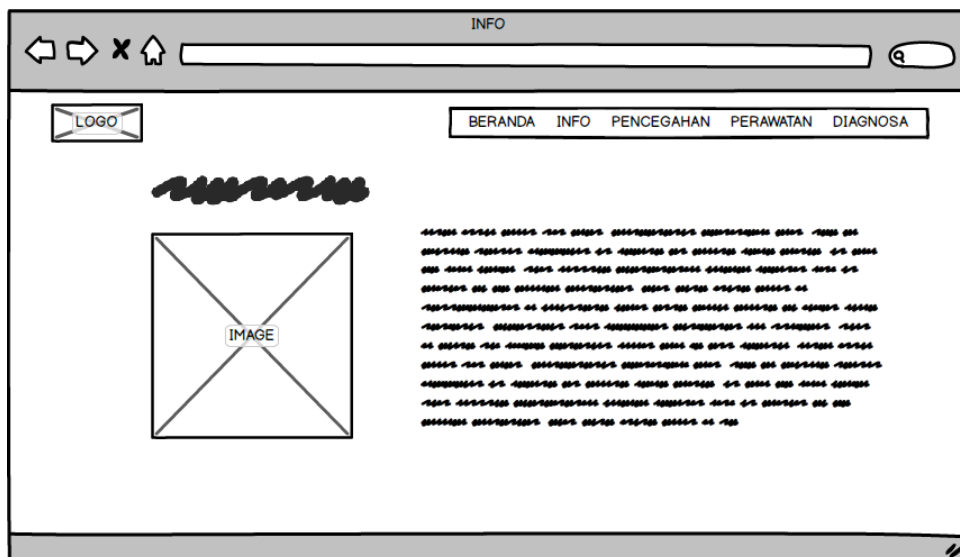 INFO
LOGO
BERANDA INFO PENCEGAHAN PERAWATAN DIAGNOSA
IMAGE